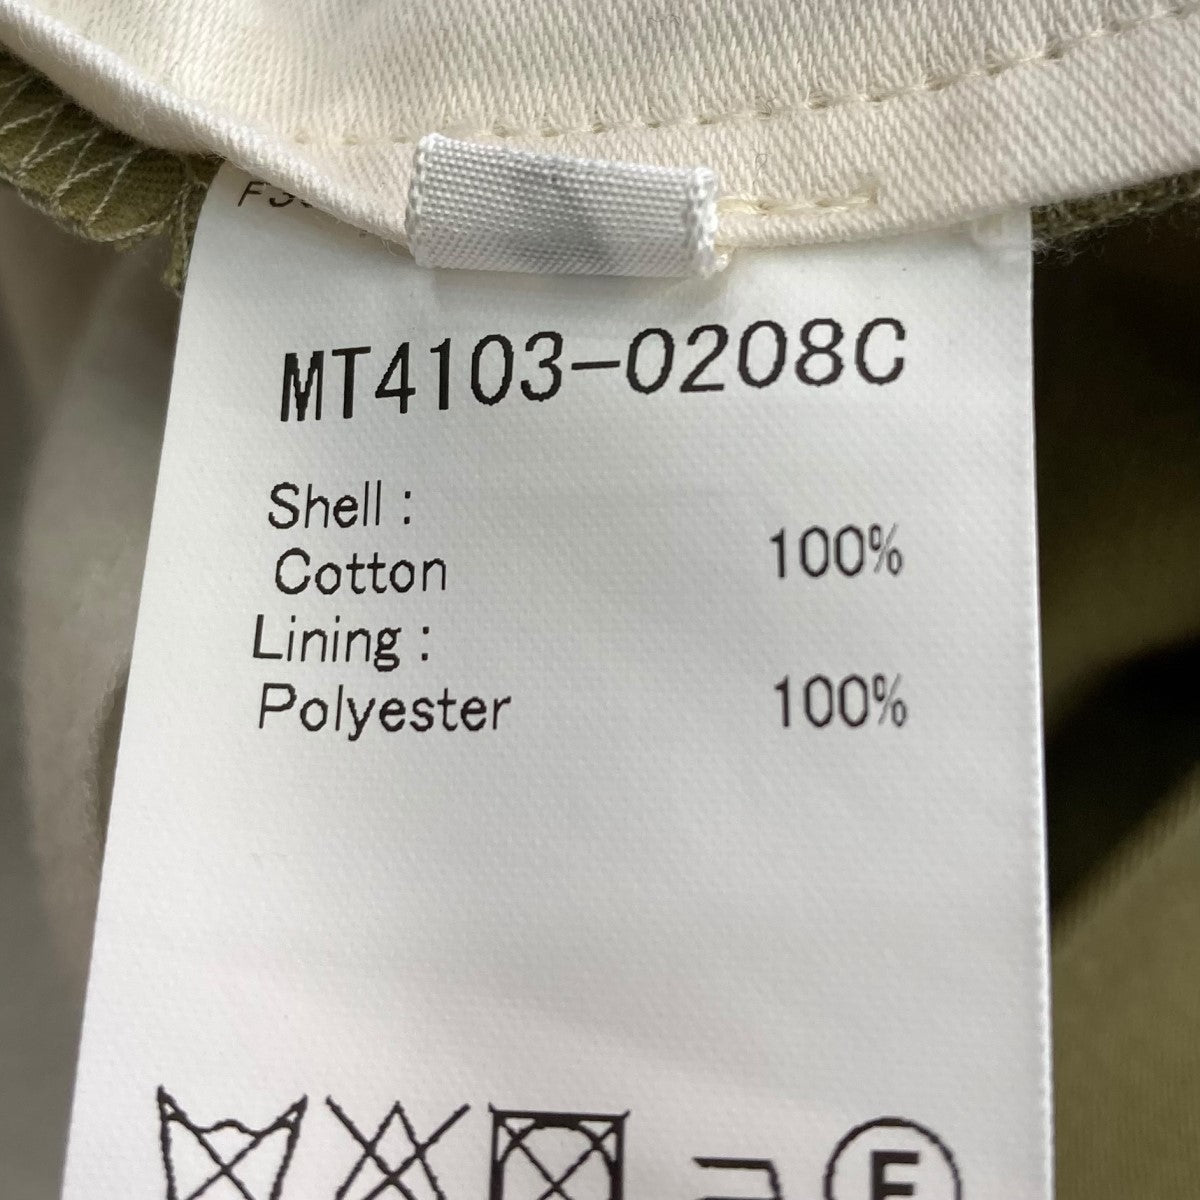 MT4103-0208C
Shell :
Cotton 100%
Lining :
Polyester 100%
F